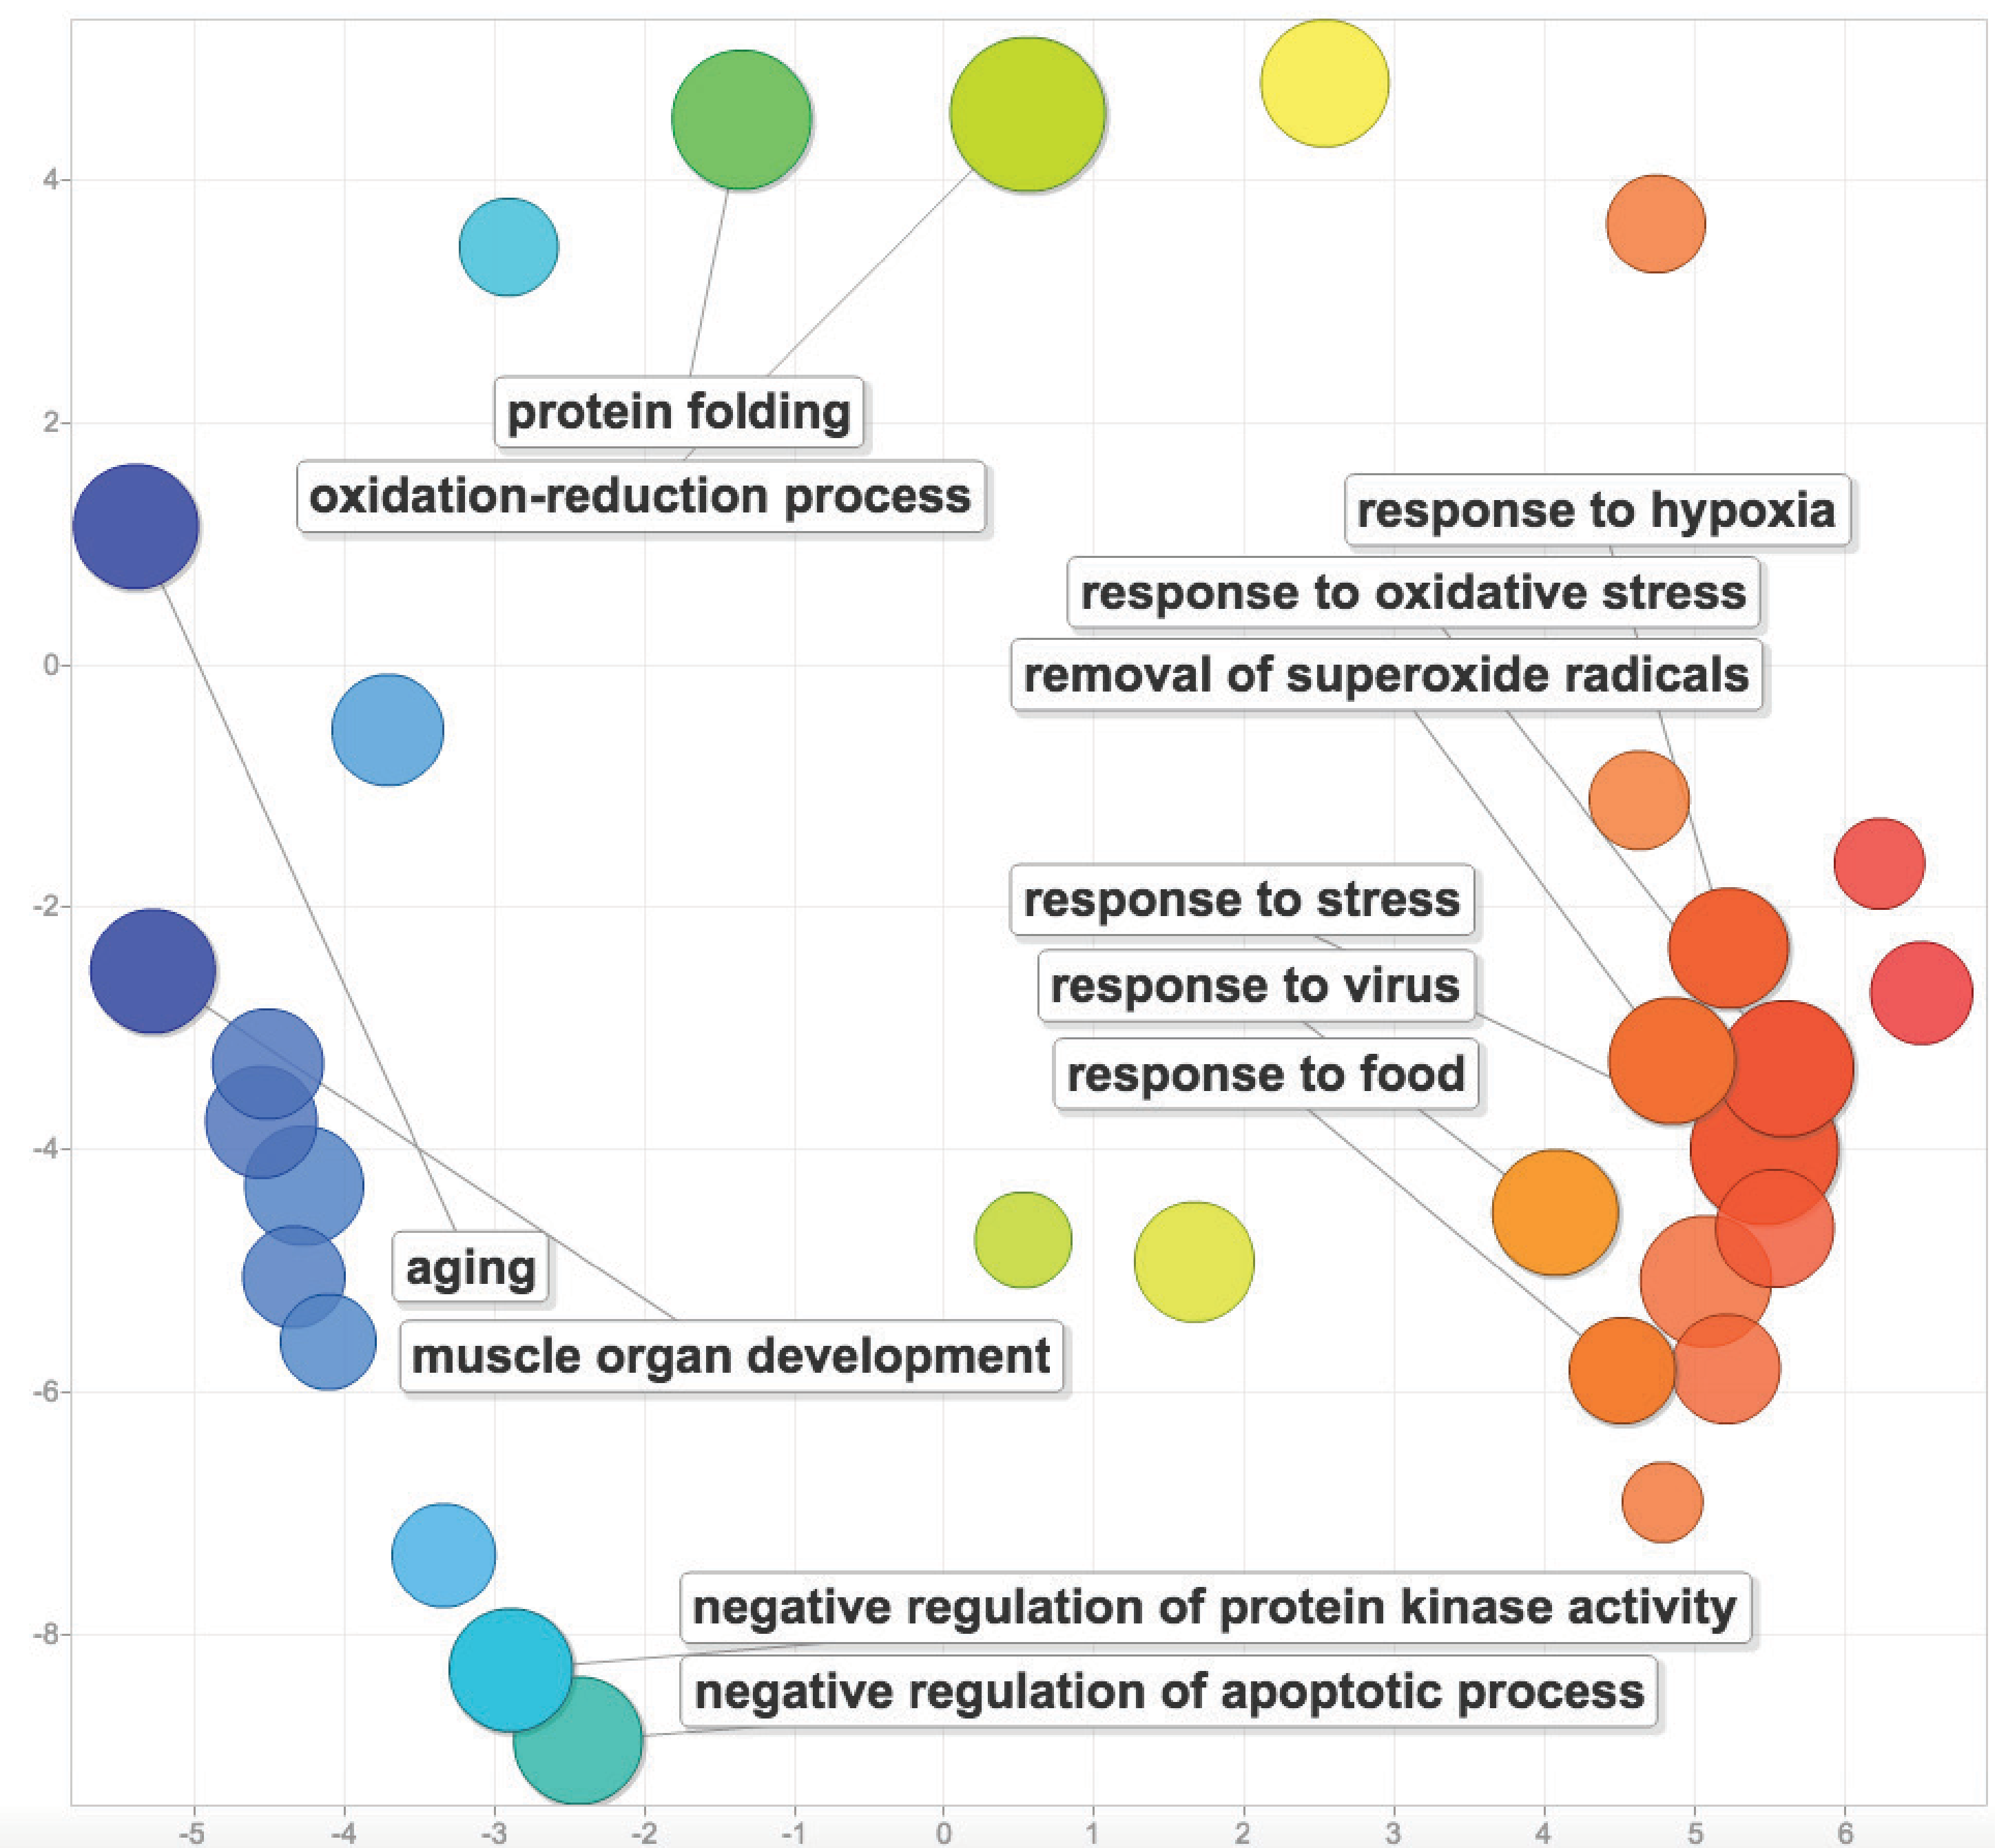 4
2
0
-2
-4
-6
-8
protein folding
oxidation-reduction process
response to hypoxia
response to oxidative stress
removal of superoxide radicals
response to stress
response to virus
response to food
aging
muscle organ development
negative regulation of protein kinase activity
negative regulation of apoptotic process
-5 -4 -3 -2 -1 0 1 2 3 4 5 6